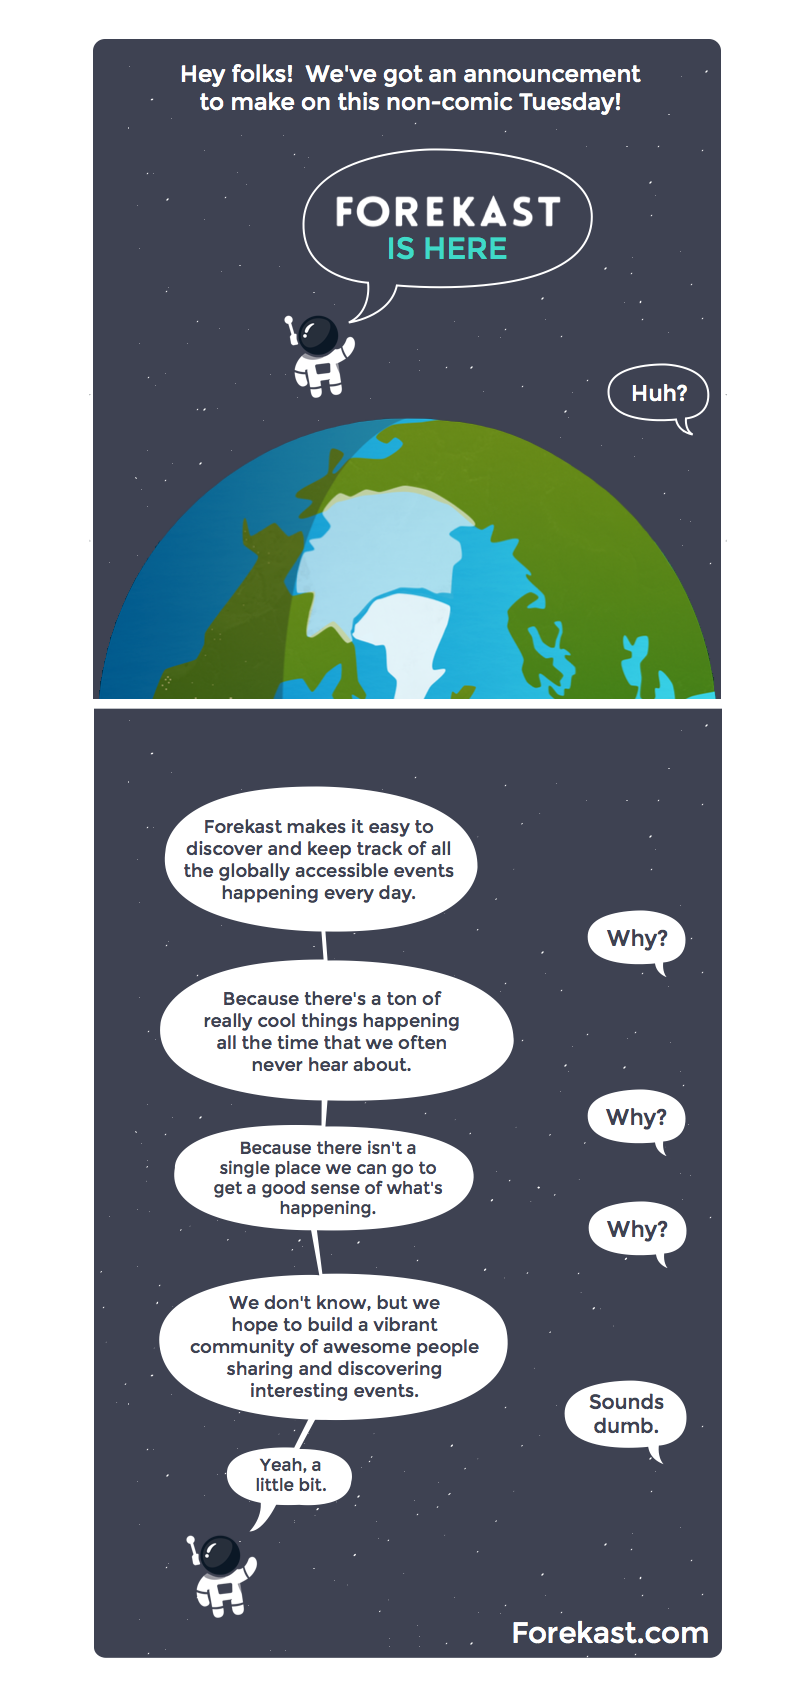 Hey folks!  We've got an announcement
to make on this non-comic Tuesday!
FOREKAST
IS HERE
Huh?
Forekast makes it easy to
discover and keep track of all
the globally accessible events
happening every day.
Why?
Because there's a ton of
really cool things happening
all the time that we often
never hear about.
Why?
Because there isn't a
single place we can go to
get a good sense of what's
happening.
Why?
We don't know, but we
hope to build a vibrant
community of awesome people
sharing and discovering
interesting events.
Sounds
dumb.
Yeah, a
little bit.
Forekast.com